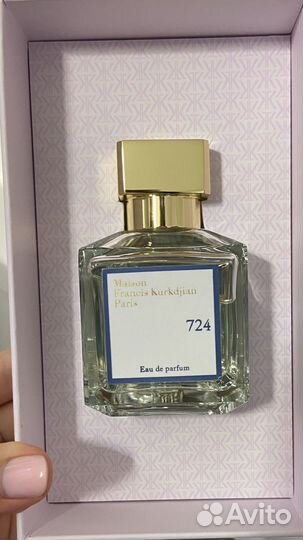 Maison
Francis Kurkdjian
Paris
724
Eau de parfum
Avito